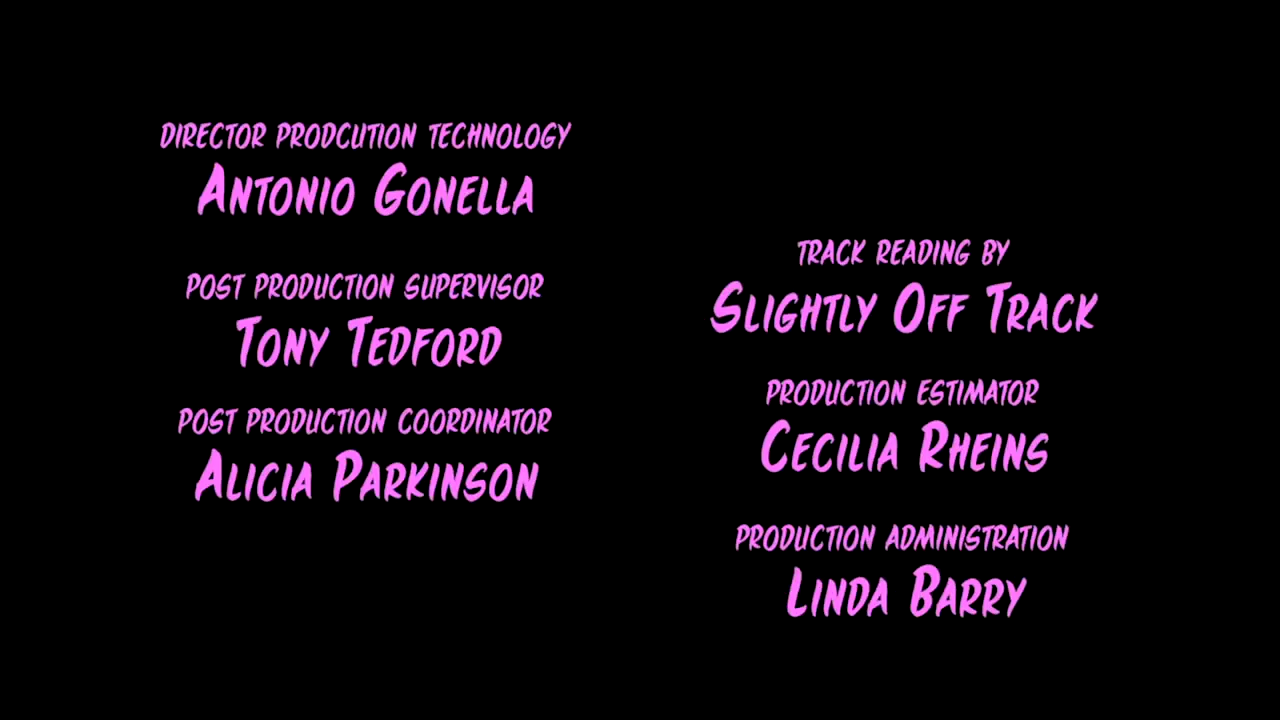 DIRECTOR PRODCUTION TECHNOLOGY
ANTONIO GONELLA
POST PRODUCTION SUPERVISOR
TONY TEDFORD
POST PRODUCTION COORDINATOR
ALICIA PARKINSON
TRACK READING BY
SLIGHTLY OFF TRACK
PRODUCTION ESTIMATOR
CECILIA RHEINS
PRODUCTION ADMINISTRATION
LINDA BARRY